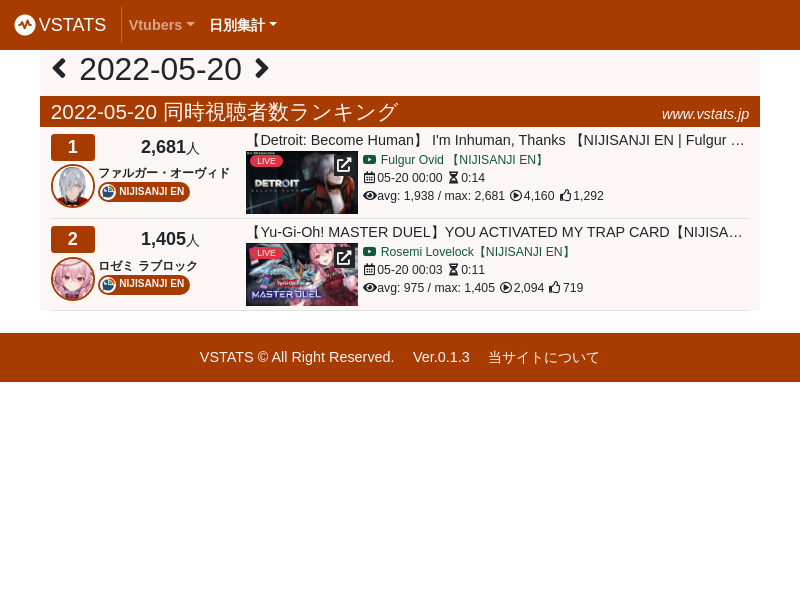 VSTATS Vtubers 日別集計
2022-05-20
2022-05-20 同時視聴者数ランキング www.vstats.jp
1 2,681人
ファルガー・オーヴィド
NIJISANJI EN
【Detroit: Become Human】 I'm Inhuman, Thanks 【NIJISANJI EN | Fulgur …
LIVE
DETROIT
BECOME HUMAN
Fulgur Ovid 【NIJISANJI EN】
05-20 00:00 0:14
avg: 1,938 / max: 2,681 4,160 1,292
2 1,405人
ロゼミ ラブロック
NIJISANJI EN
【Yu-Gi-Oh! MASTER DUEL】YOU ACTIVATED MY TRAP CARD【NIJISA…
LIVE
Yu-Gi-Oh!
MASTER DUEL
Rosemi Lovelock【NIJISANJI EN】
05-20 00:03 0:11
avg: 975 / max: 1,405 2,094 719
VSTATS © All Right Reserved. Ver.0.1.3 当サイトについて